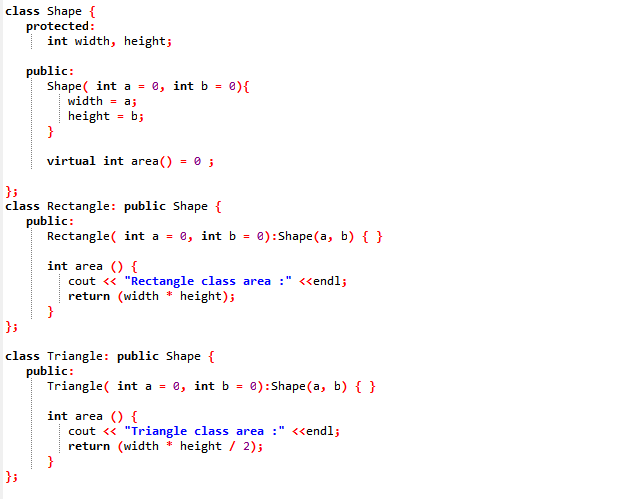 class Shape {
protected:
int width, height;
public:
Shape( int a = 0, int b = 0){
width = a;
height = b;
}
virtual int area() = 0 ;
};
class Rectangle: public Shape {
public:
Rectangle( int a = 0, int b = 0):Shape(a, b) { }
int area () {
cout << "Rectangle class area :" <<endl;
return (width * height);
}
};
class Triangle: public Shape {
public:
Triangle( int a = 0, int b = 0):Shape(a, b) { }
int area () {
cout << "Triangle class area :" <<endl;
return (width * height / 2);
}
};